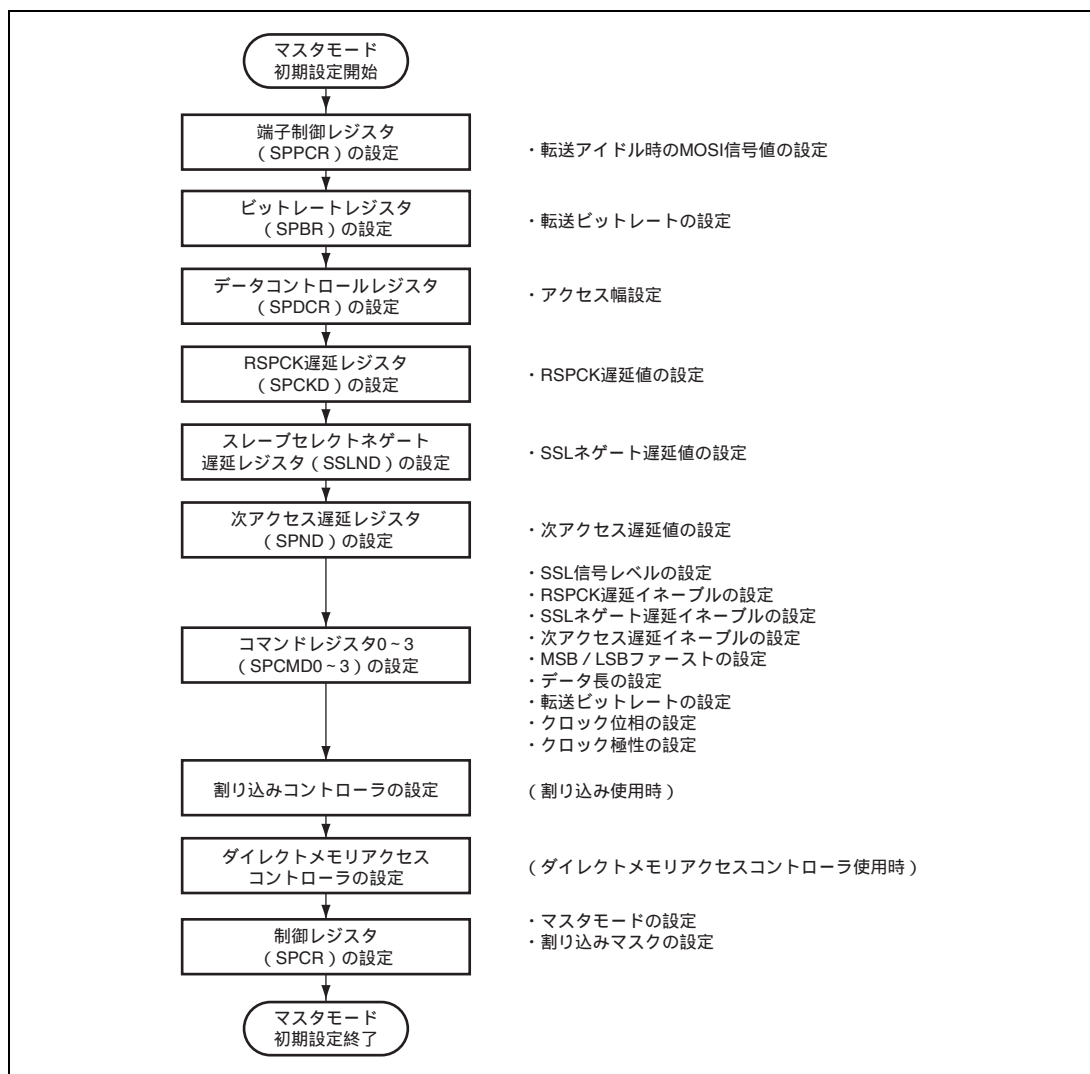 マスタモード
初期設定開始
端子制御レジスタ
（SPPCR）の設定
・転送アイドル時のMOSI信号値の設定
ビットレートレジスタ
（SPBR）の設定
・転送ビットレートの設定
データコントロールレジスタ
（SPDCR）の設定
・アクセス幅設定
RSPCK遅延レジスタ
（SPCKD）の設定
・RSPCK遅延値の設定
スレーブセレクトネゲート
遅延レジスタ（SSLND）の設定
・SSLネゲート遅延値の設定
次アクセス遅延レジスタ
（SPND）の設定
・次アクセス遅延値の設定
コマンドレジスタ0~3
（SPCMD0~3）の設定
・SSL信号レベルの設定
・RSPCK遅延イネーブルの設定
・SSLネゲート遅延イネーブルの設定
・次アクセス遅延イネーブルの設定
・MSB／LSBファーストの設定
・データ長の設定
・転送ビットレートの設定
・クロック位相の設定
・クロック極性の設定
割り込みコントローラの設定
（割り込み使用時）
ダイレクトメモリアクセス
コントローラの設定
（ダイレクトメモリアクセスコントローラ使用時）
制御レジスタ
（SPCR）の設定
・マスタモードの設定
・割り込みマスクの設定
マスタモード
初期設定終了